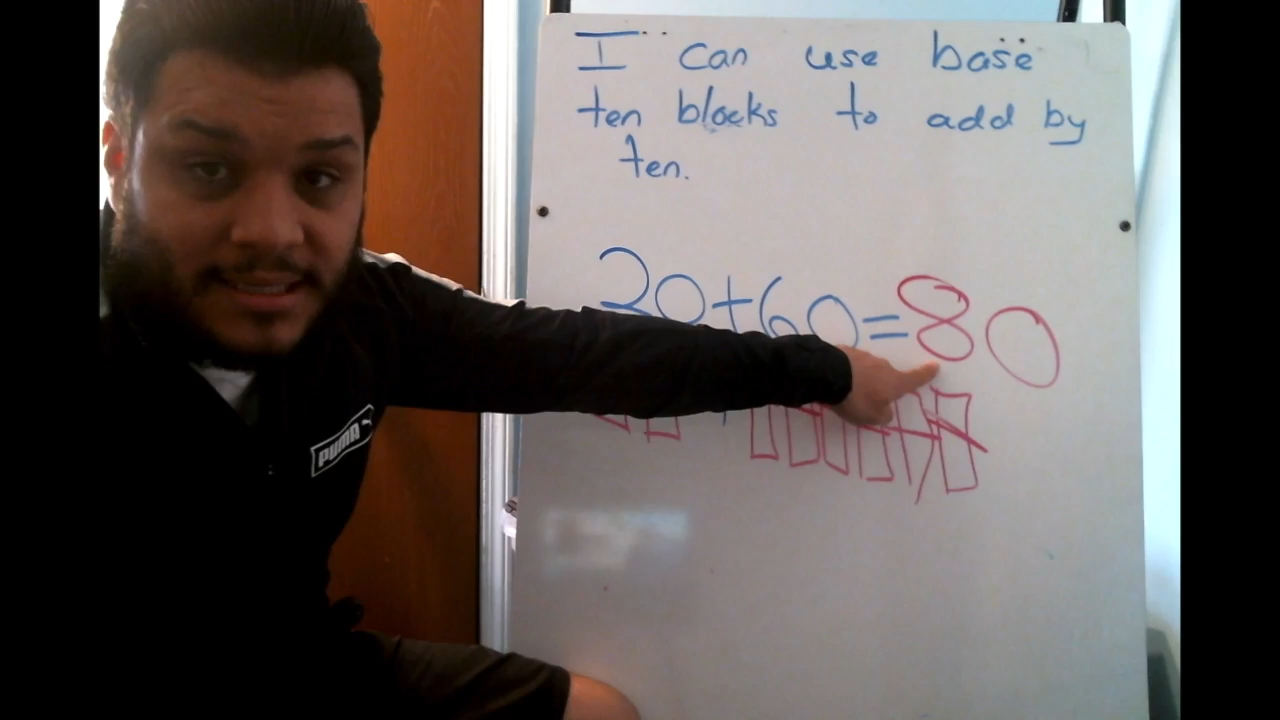 I can use base
ten blocks to add by
ten.
20+60=80
PUMA